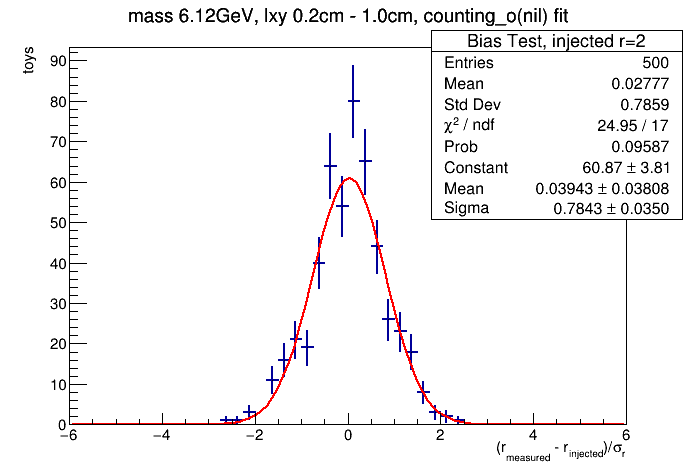 mass 6.12GeV, lxy 0.2cm - 1.0cm, counting_o(nil) fit
Bias Test, injected r=2
Entries 500
Mean 0.02777
Std Dev 0.7859
χ² / ndf 24.95 / 17
Prob 0.09587
Constant 60.87 ± 3.81
Mean 0.03943 ± 0.03808
Sigma 0.7843 ± 0.0350
toys
90
80
70
60
50
40
30
20
10
0
−6 −4 −2 0 2 4 6
(r_measured - r_injected)/σ_r